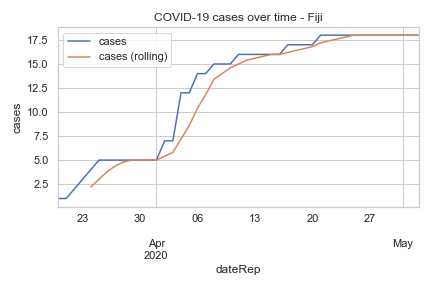 COVID-19 cases over time - Fiji
cases
cases (rolling)
17.5
15.0
12.5
10.0
7.5
5.0
2.5
cases
23
30
06
13
20
27
Apr
2020
May
dateRep